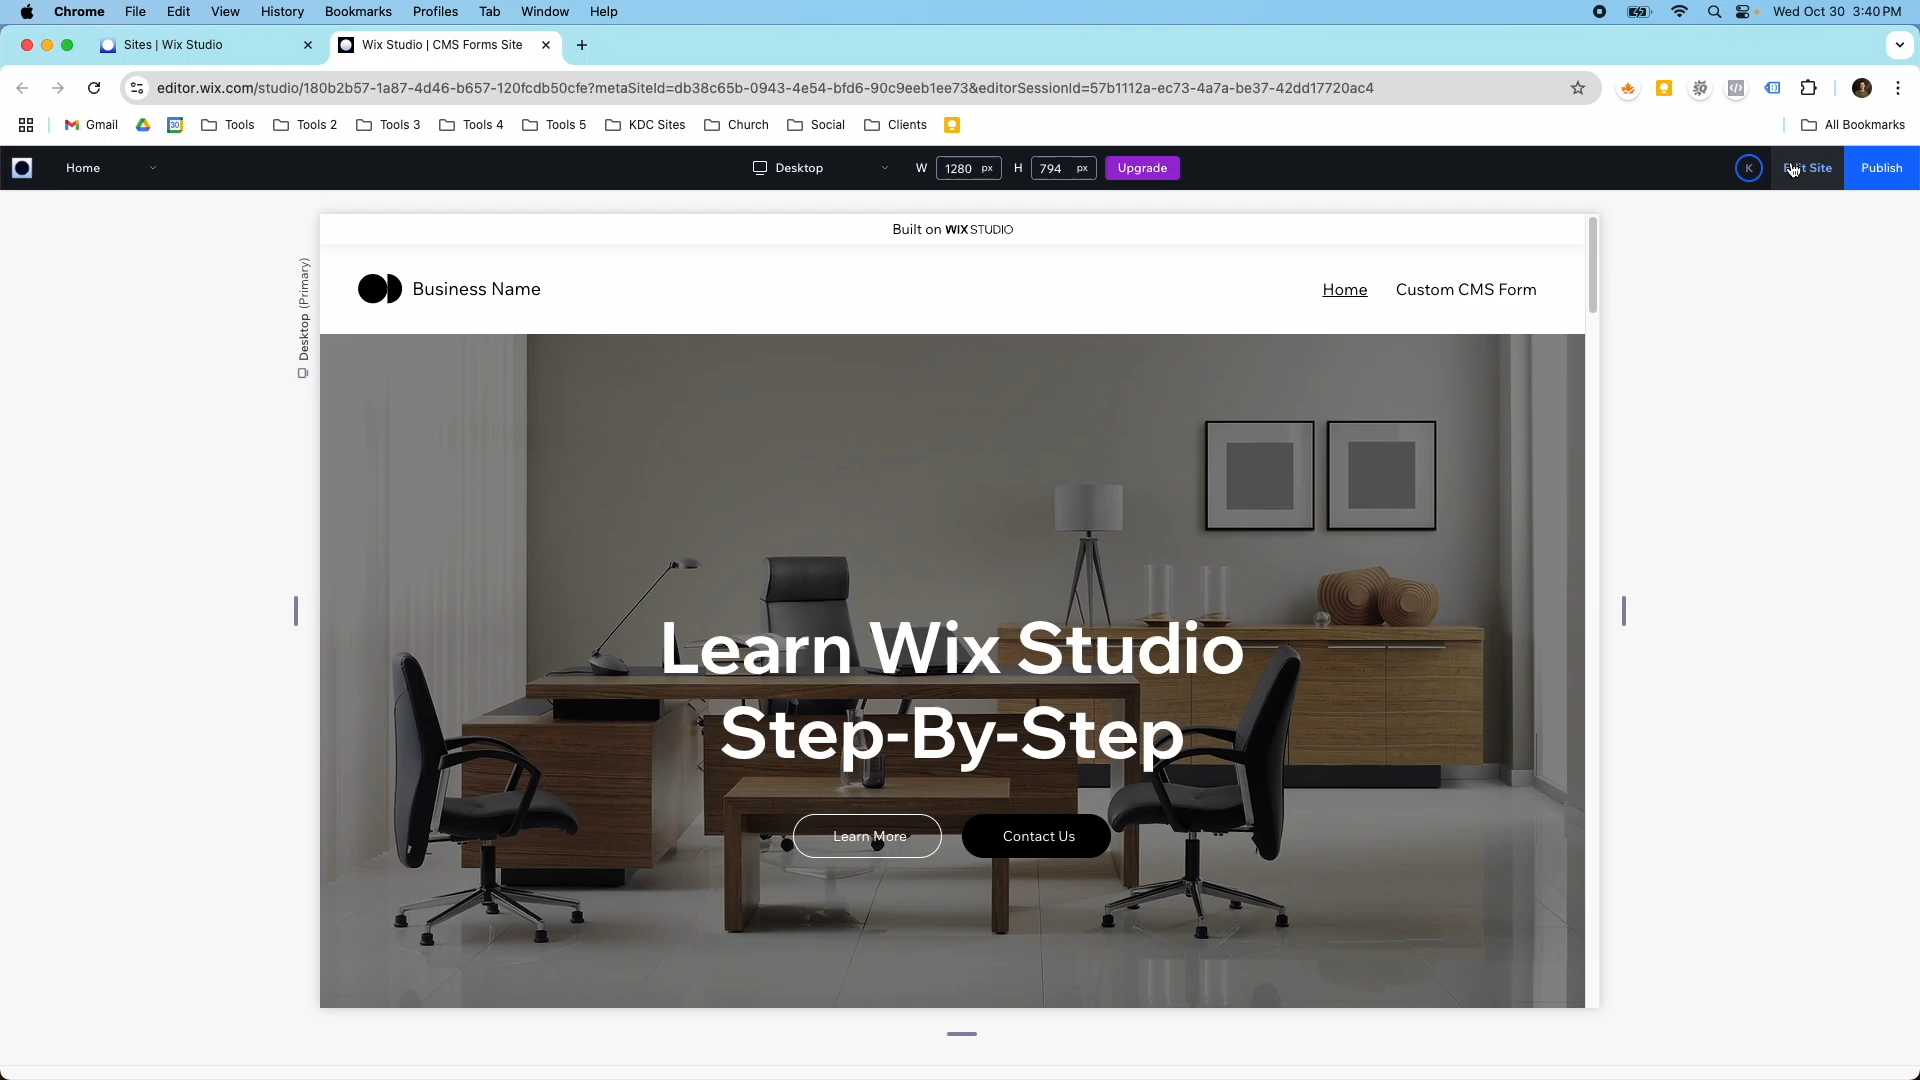 Chrome File Edit View History Bookmarks Profiles Tab Window Help Wed Oct 30 3:40 PM
Sites | Wix Studio Wix Studio | CMS Forms Site
editor.wix.com/studio/180b2b57-1a87-4d46-b657-120fcdb50cfe?metaSiteId=db38c65b-0943-4e54-bfd6-90c9eeb1ee73&editorSessionId=57b1112a-ec73-4a7a-be37-42dd17720ac4
Gmail 30 Tools Tools 2 Tools 3 Tools 4 Tools 5 KDC Sites Church Social Clients All Bookmarks
Home Desktop W 1280 px H 794 px Upgrade K Site Publish
Built on WIX STUDIO
Desktop (Primary)
Business Name Home Custom CMS Form
Learn Wix Studio
Step-By-Step
Learn More Contact Us